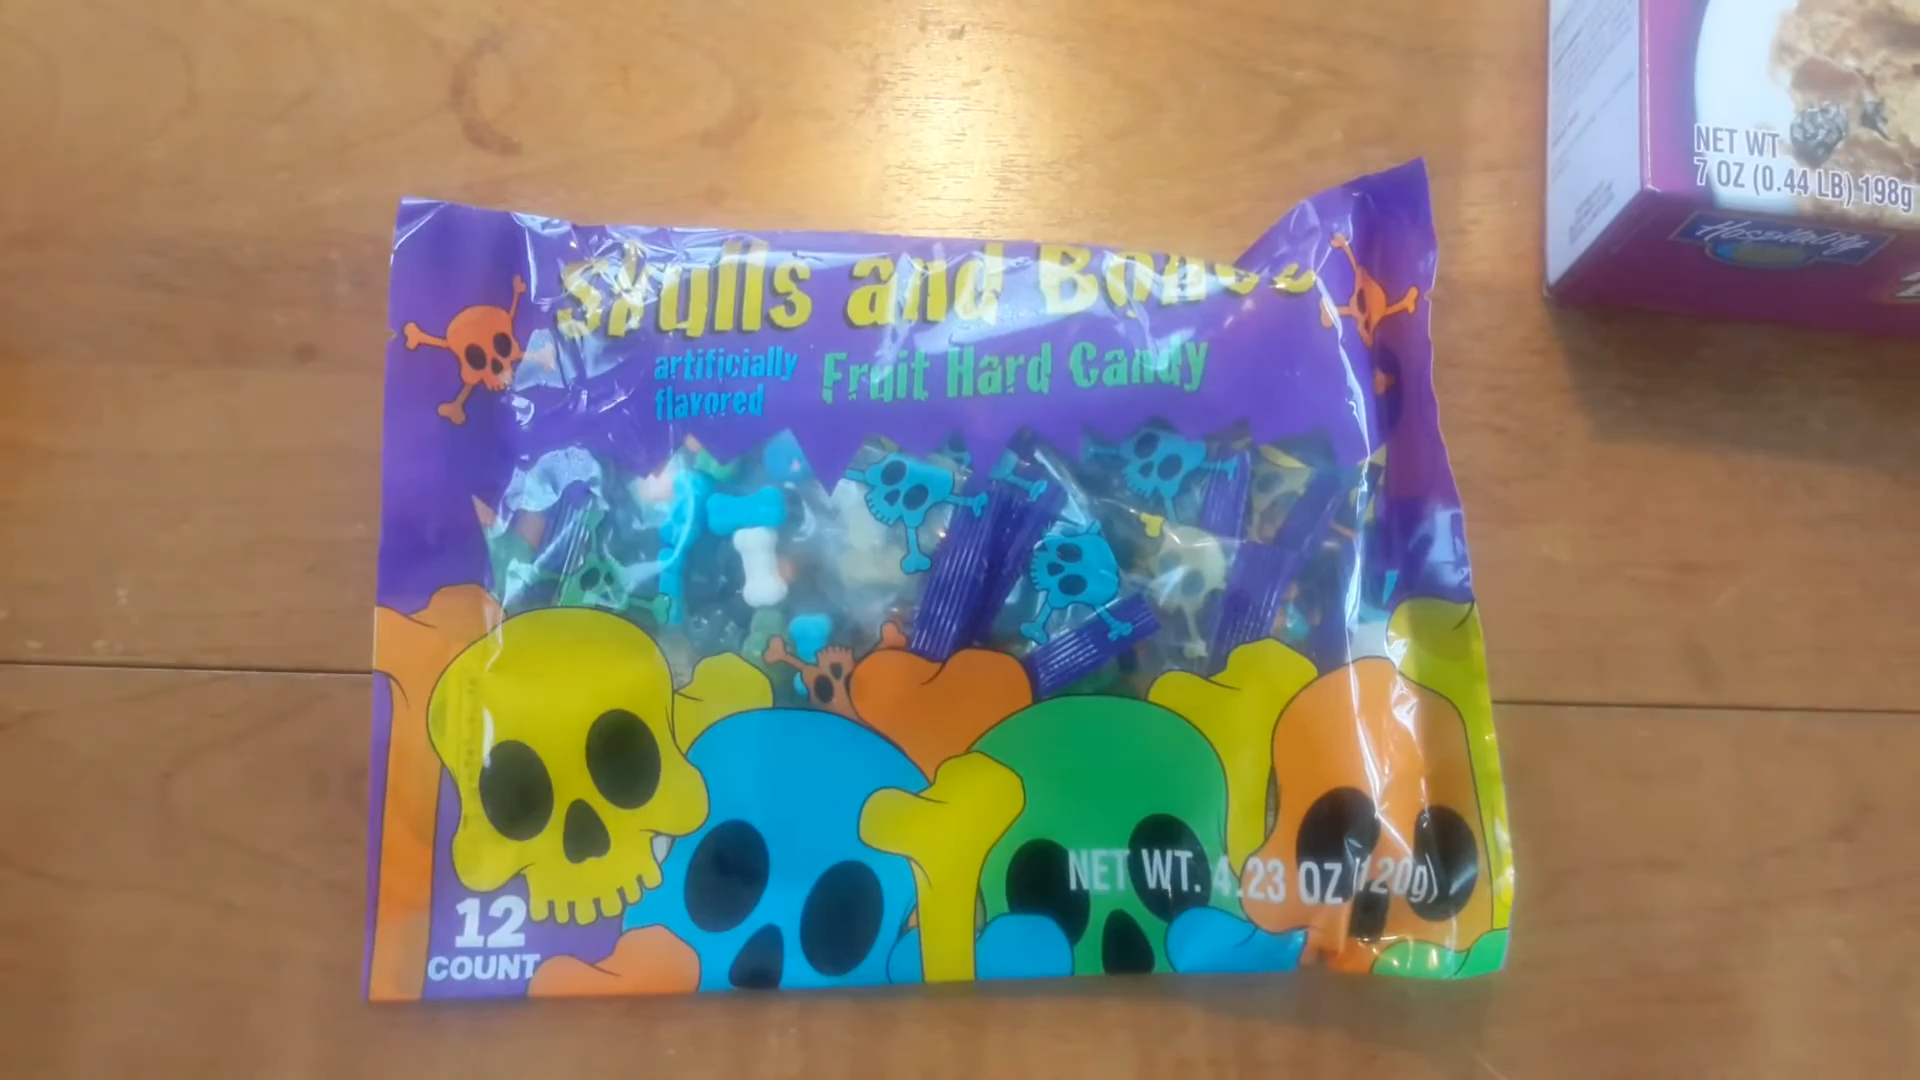 Skulls and Bones
artificially
flavored
Fruit Hard Candy
NET WT. 4.23 OZ (120g)
12
COUNT
NET WT
7 OZ (0.44 LB) 198g
Hospitality